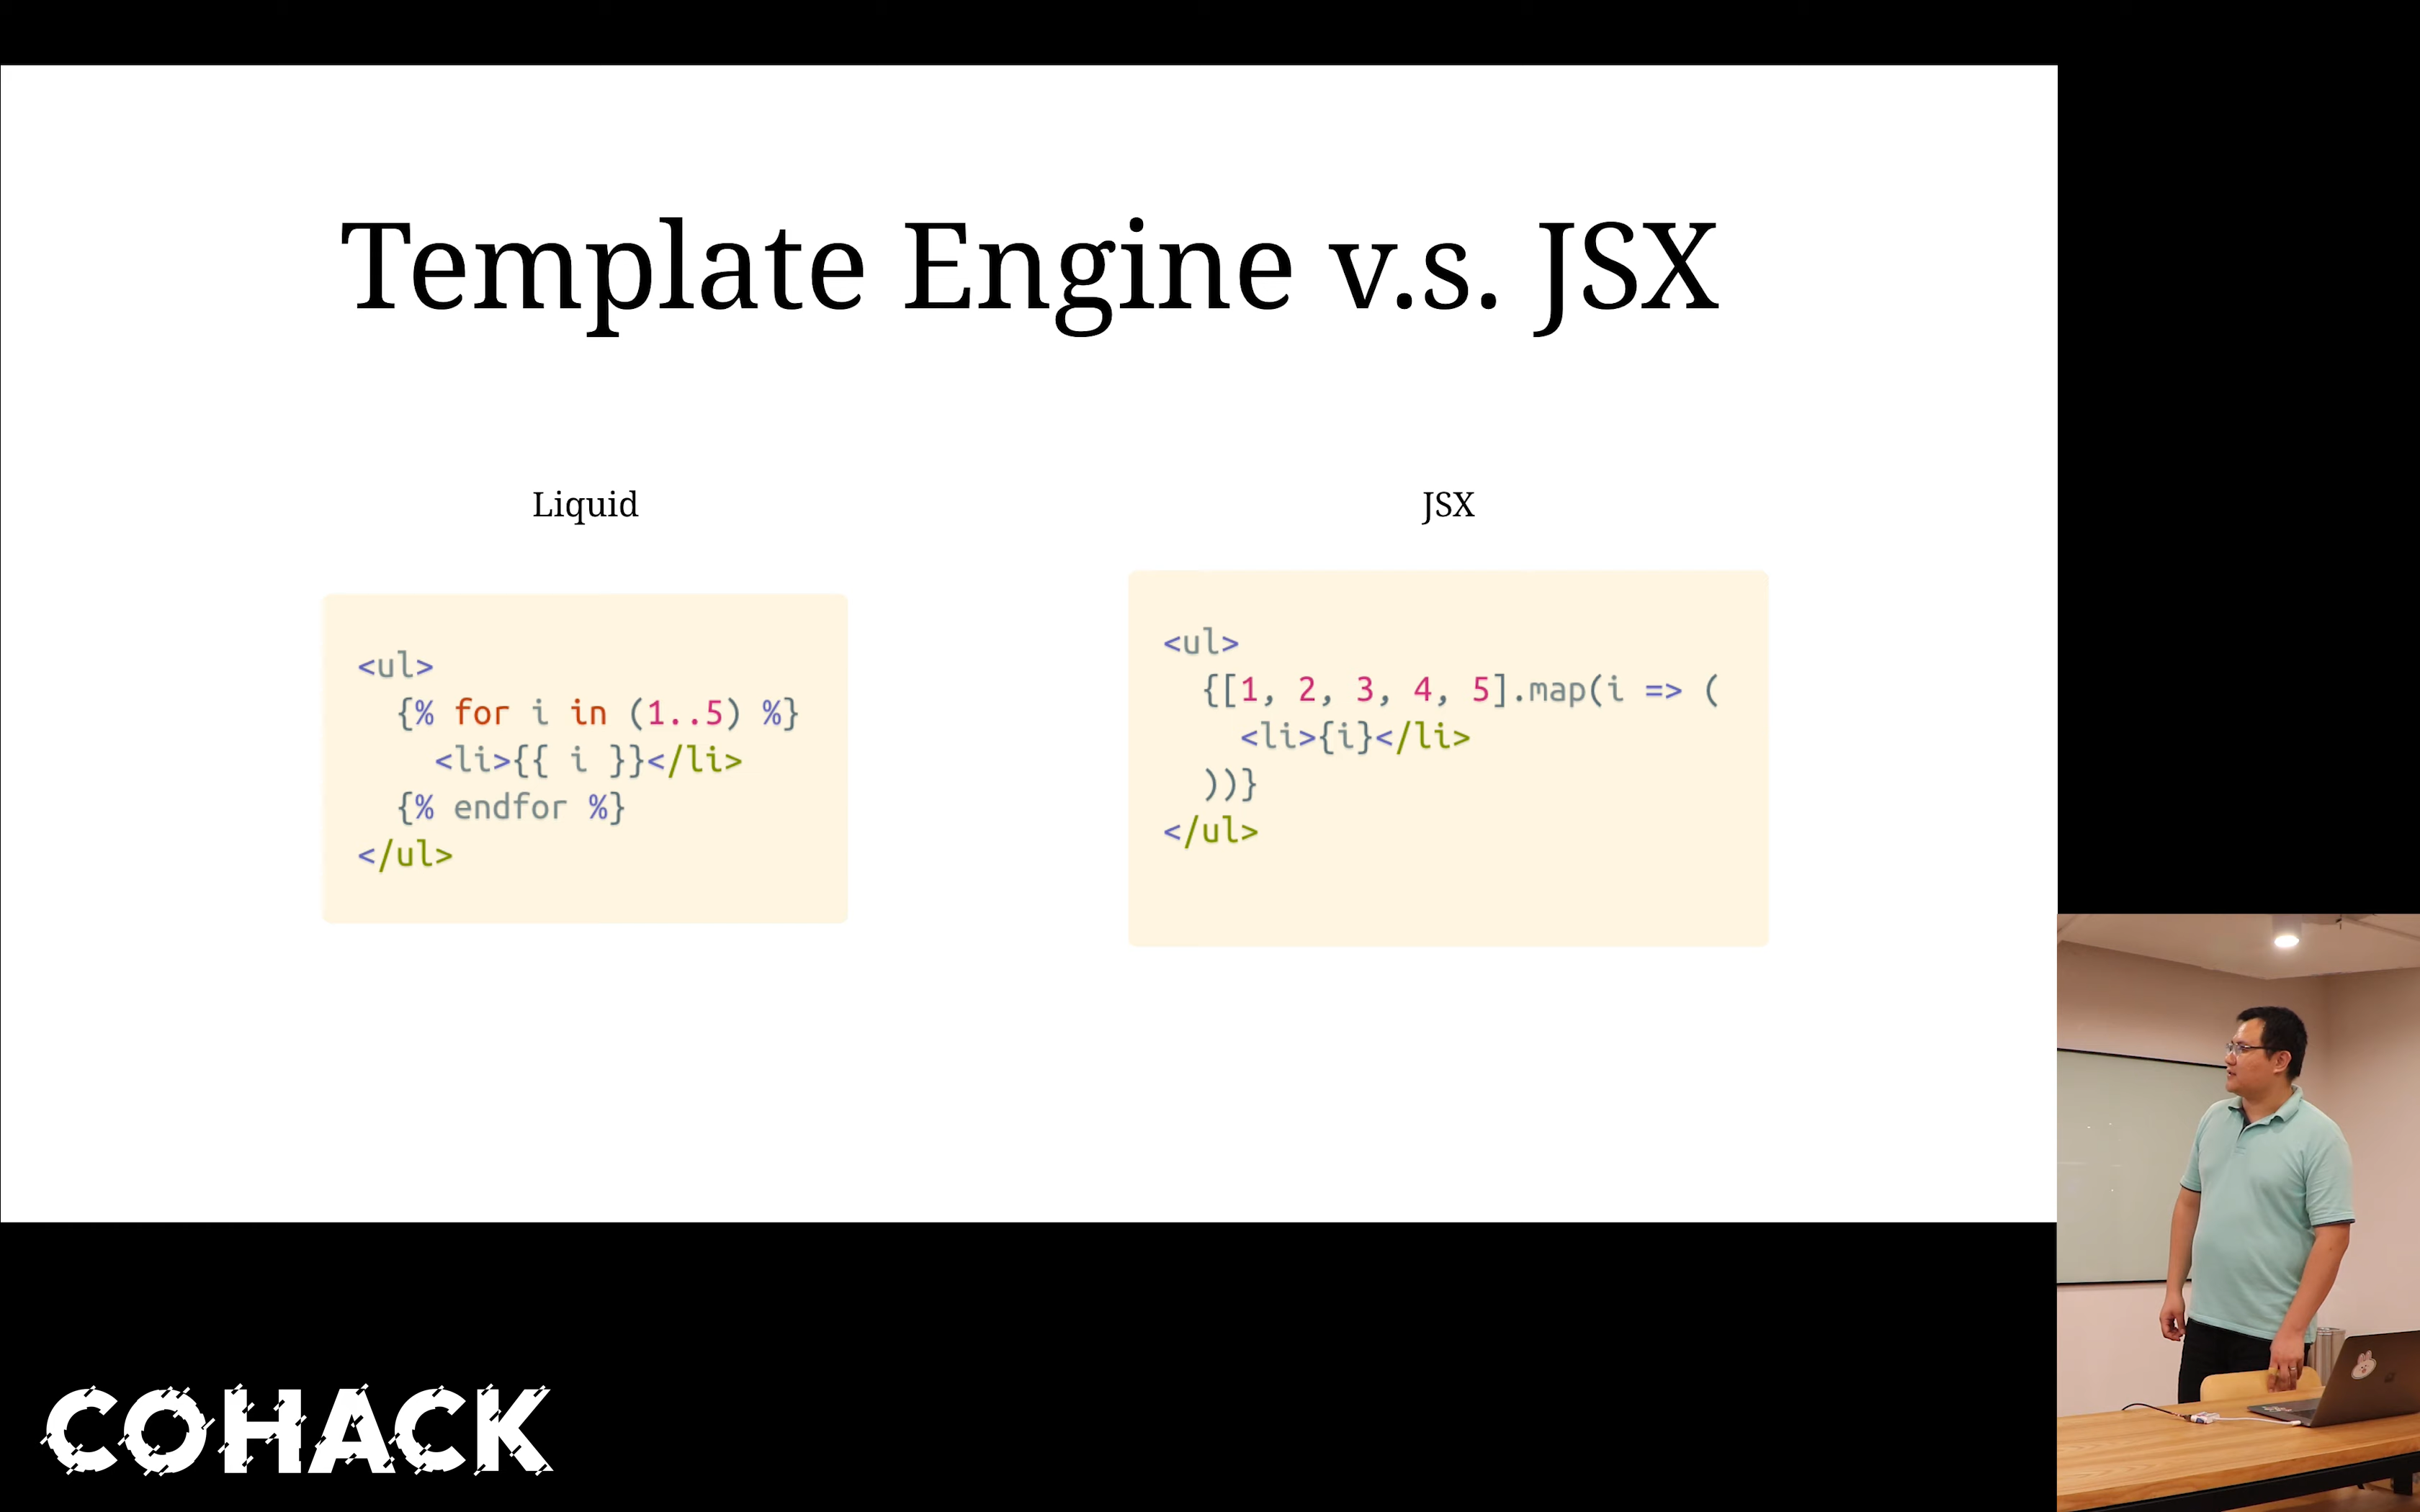 Template Engine v.s. JSX
Liquid
<ul>
  {% for i in (1..5) %}
    <li>{{ i }}</li>
  {% endfor %}
</ul>
JSX
<ul>
  {[1, 2, 3, 4, 5].map(i => (
    <li>{i}</li>
  ))}
</ul>
COHACK